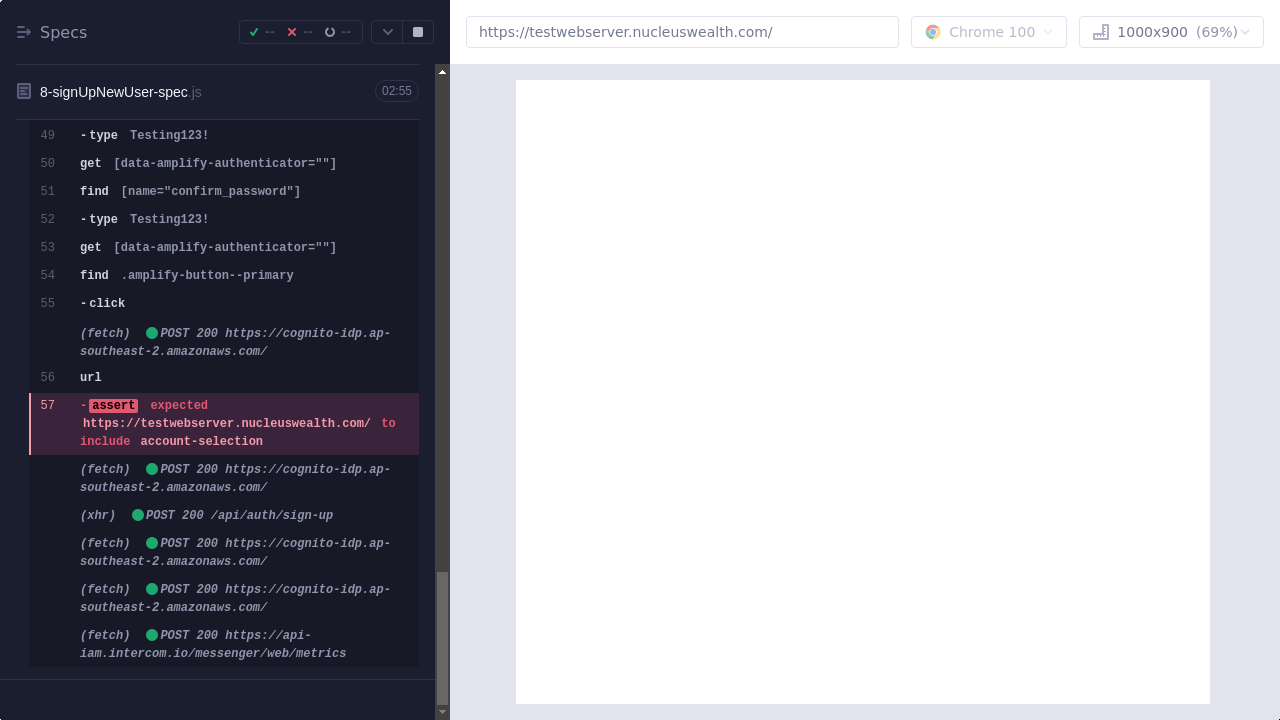 Specs -- -- --
https://testwebserver.nucleuswealth.com/ Chrome 100 1000x900 (69%)
8-signUpNewUser-spec.js 02:55
49 -type Testing123!
50 get [data-amplify-authenticator=""]
51 find [name="confirm_password"]
52 -type Testing123!
53 get [data-amplify-authenticator=""]
54 find .amplify-button--primary
55 -click
(fetch) POST 200 https://cognito-idp.ap-
southeast-2.amazonaws.com/
56 url
57 -assert expected
https://testwebserver.nucleuswealth.com/ to
include account-selection
(fetch) POST 200 https://cognito-idp.ap-
southeast-2.amazonaws.com/
(xhr) POST 200 /api/auth/sign-up
(fetch) POST 200 https://cognito-idp.ap-
southeast-2.amazonaws.com/
(fetch) POST 200 https://cognito-idp.ap-
southeast-2.amazonaws.com/
(fetch) POST 200 https://api-
iam.intercom.io/messenger/web/metrics